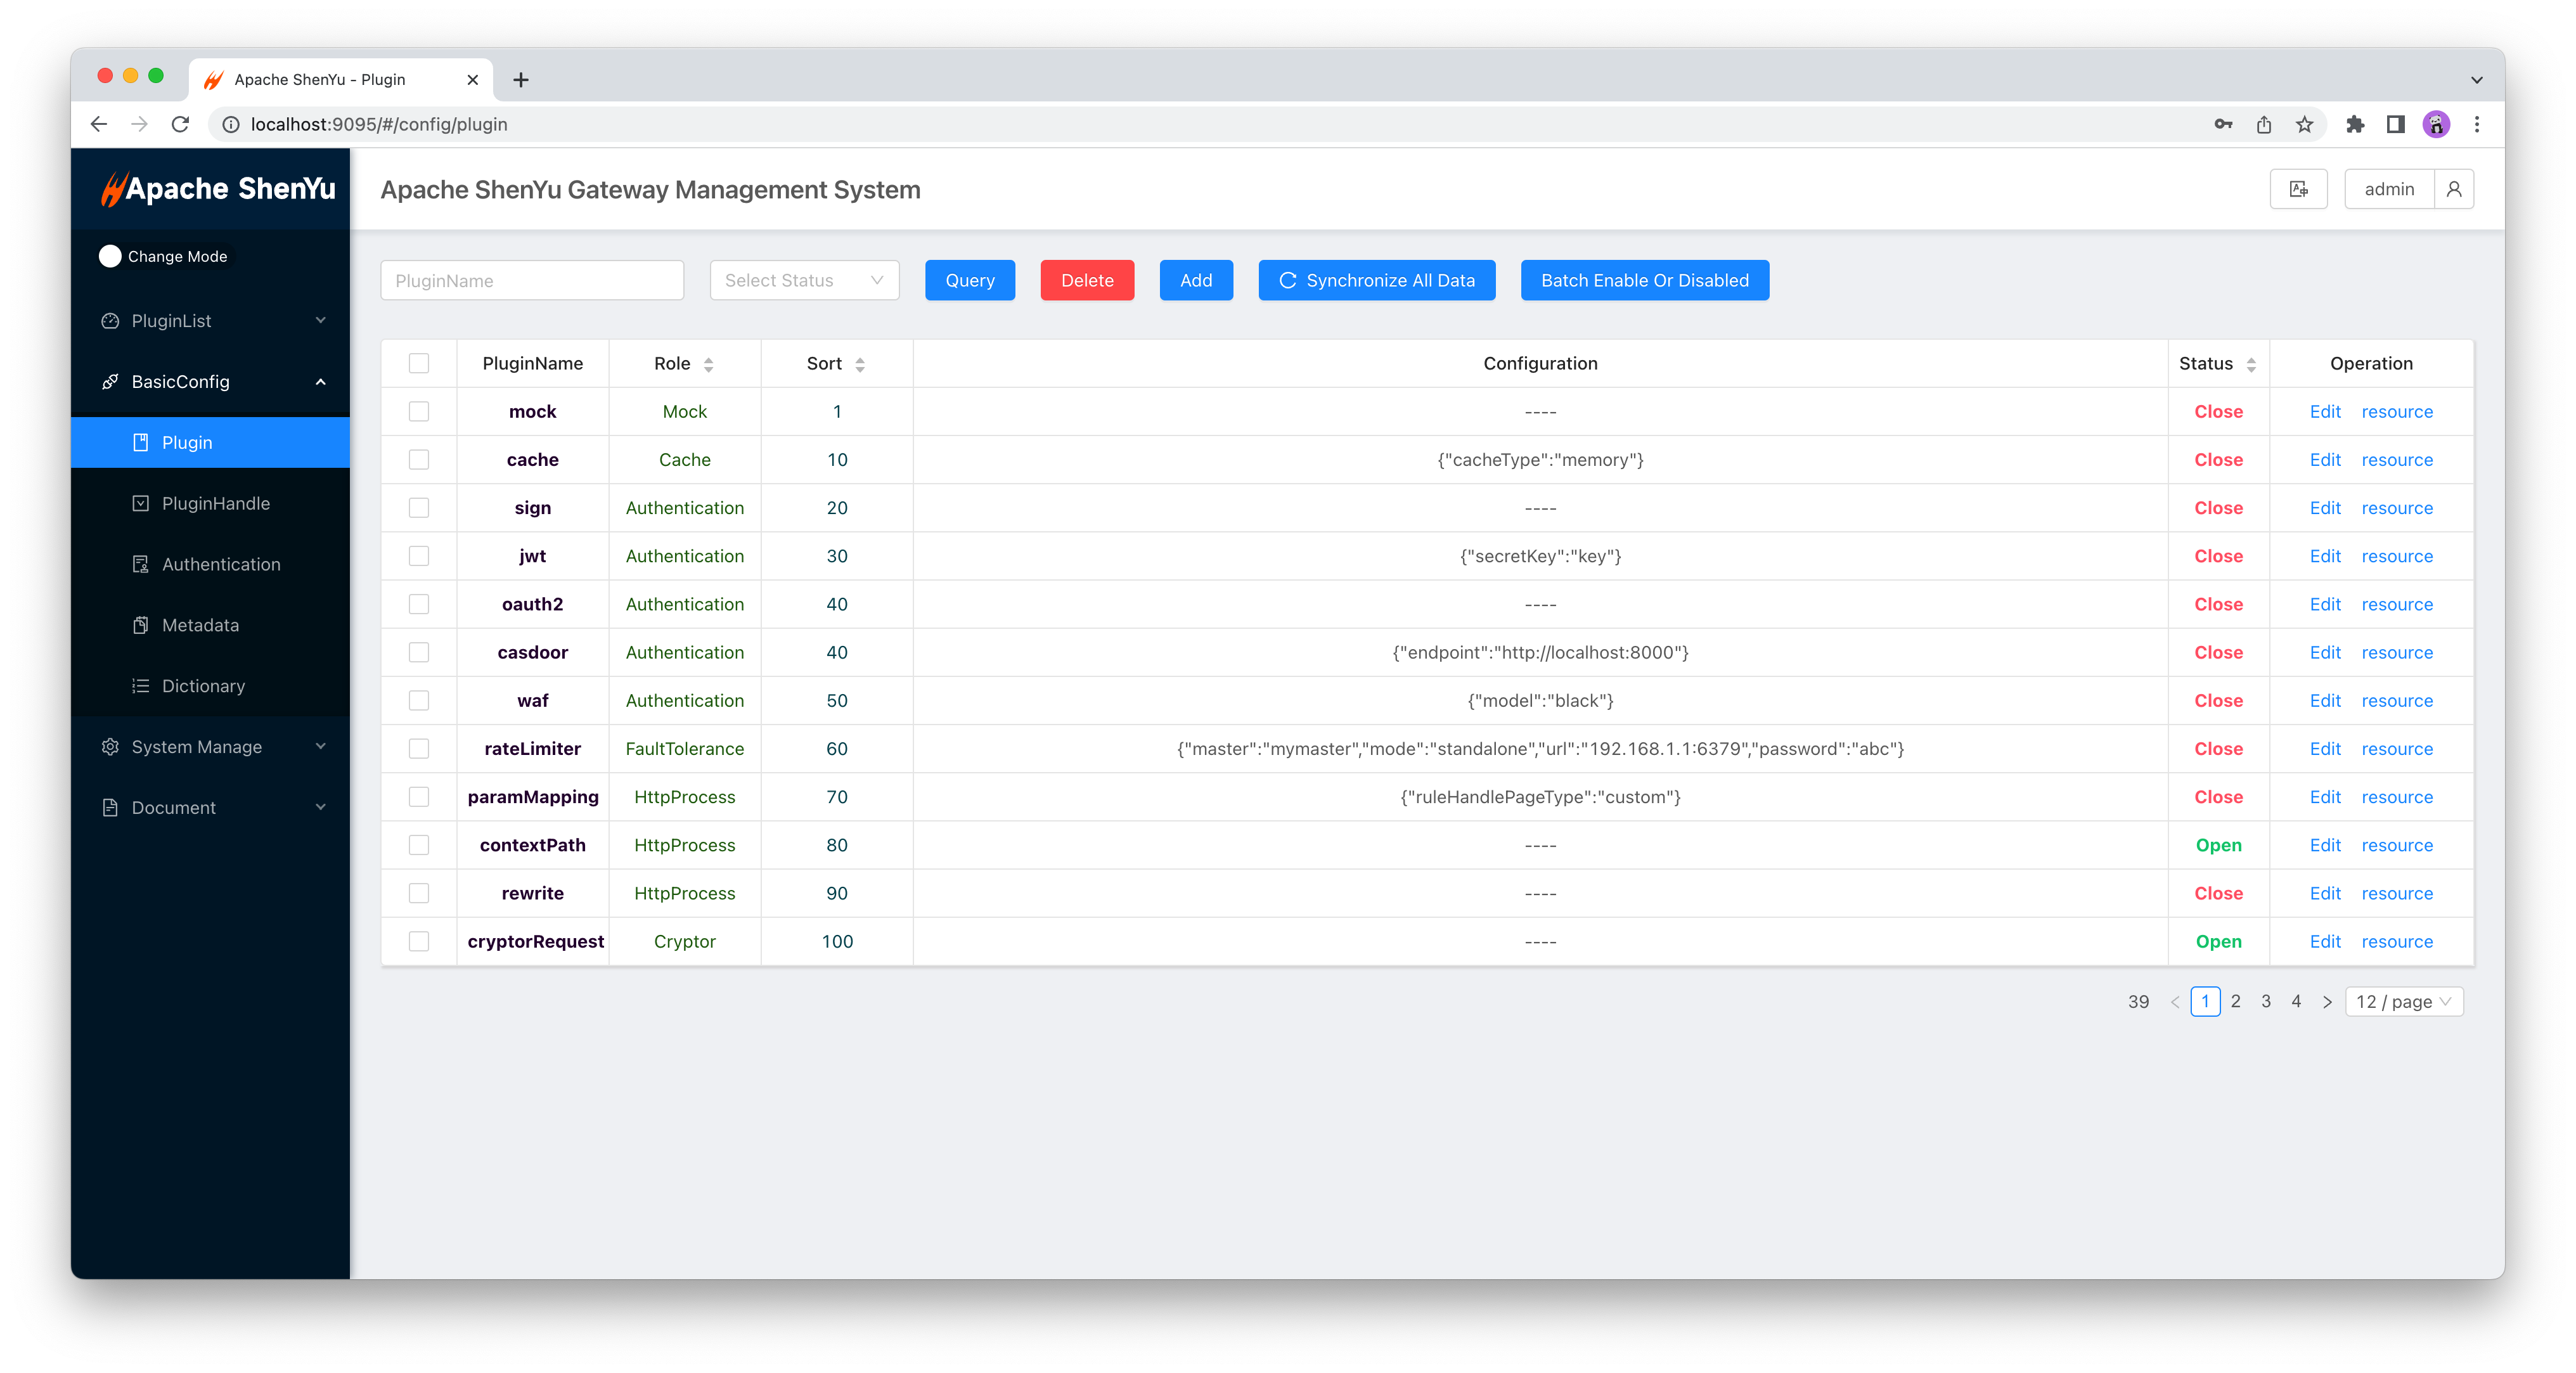 Apache ShenYu - Plugin
localhost:9095/#/config/plugin
Apache ShenYu
Apache ShenYu Gateway Management System
admin
Change Mode
PluginList
BasicConfig
Plugin
PluginHandle
Authentication
Metadata
Dictionary
System Manage
Document
PluginName Select Status Query Delete Add Synchronize All Data Batch Enable Or Disabled
PluginName Role Sort Configuration Status Operation
mock Mock 1 ---- Close Edit resource
cache Cache 10 {"cacheType":"memory"} Close Edit resource
sign Authentication 20 ---- Close Edit resource
jwt Authentication 30 {"secretKey":"key"} Close Edit resource
oauth2 Authentication 40 ---- Close Edit resource
casdoor Authentication 40 {"endpoint":"http://localhost:8000"} Close Edit resource
waf Authentication 50 {"model":"black"} Close Edit resource
rateLimiter FaultTolerance 60 {"master":"mymaster","mode":"standalone","url":"192.168.1.1:6379","password":"abc"} Close Edit resource
paramMapping HttpProcess 70 {"ruleHandlePageType":"custom"} Close Edit resource
contextPath HttpProcess 80 ---- Open Edit resource
rewrite HttpProcess 90 ---- Close Edit resource
cryptorRequest Cryptor 100 ---- Open Edit resource
39 < 1 2 3 4 > 12 / page